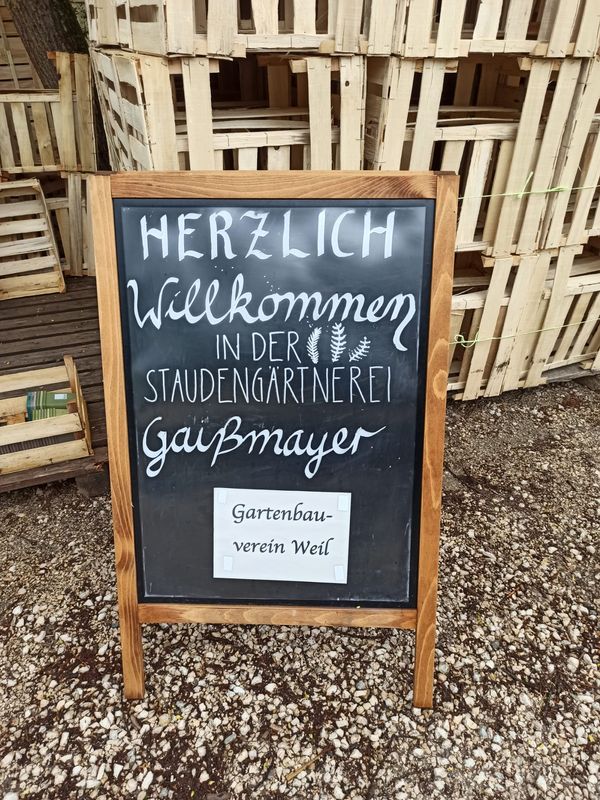 HERZLICH
Willkommen
IN DER
STAUDENGÄRTNEREI
Gaißmayer
Gartenbau-
verein Weil